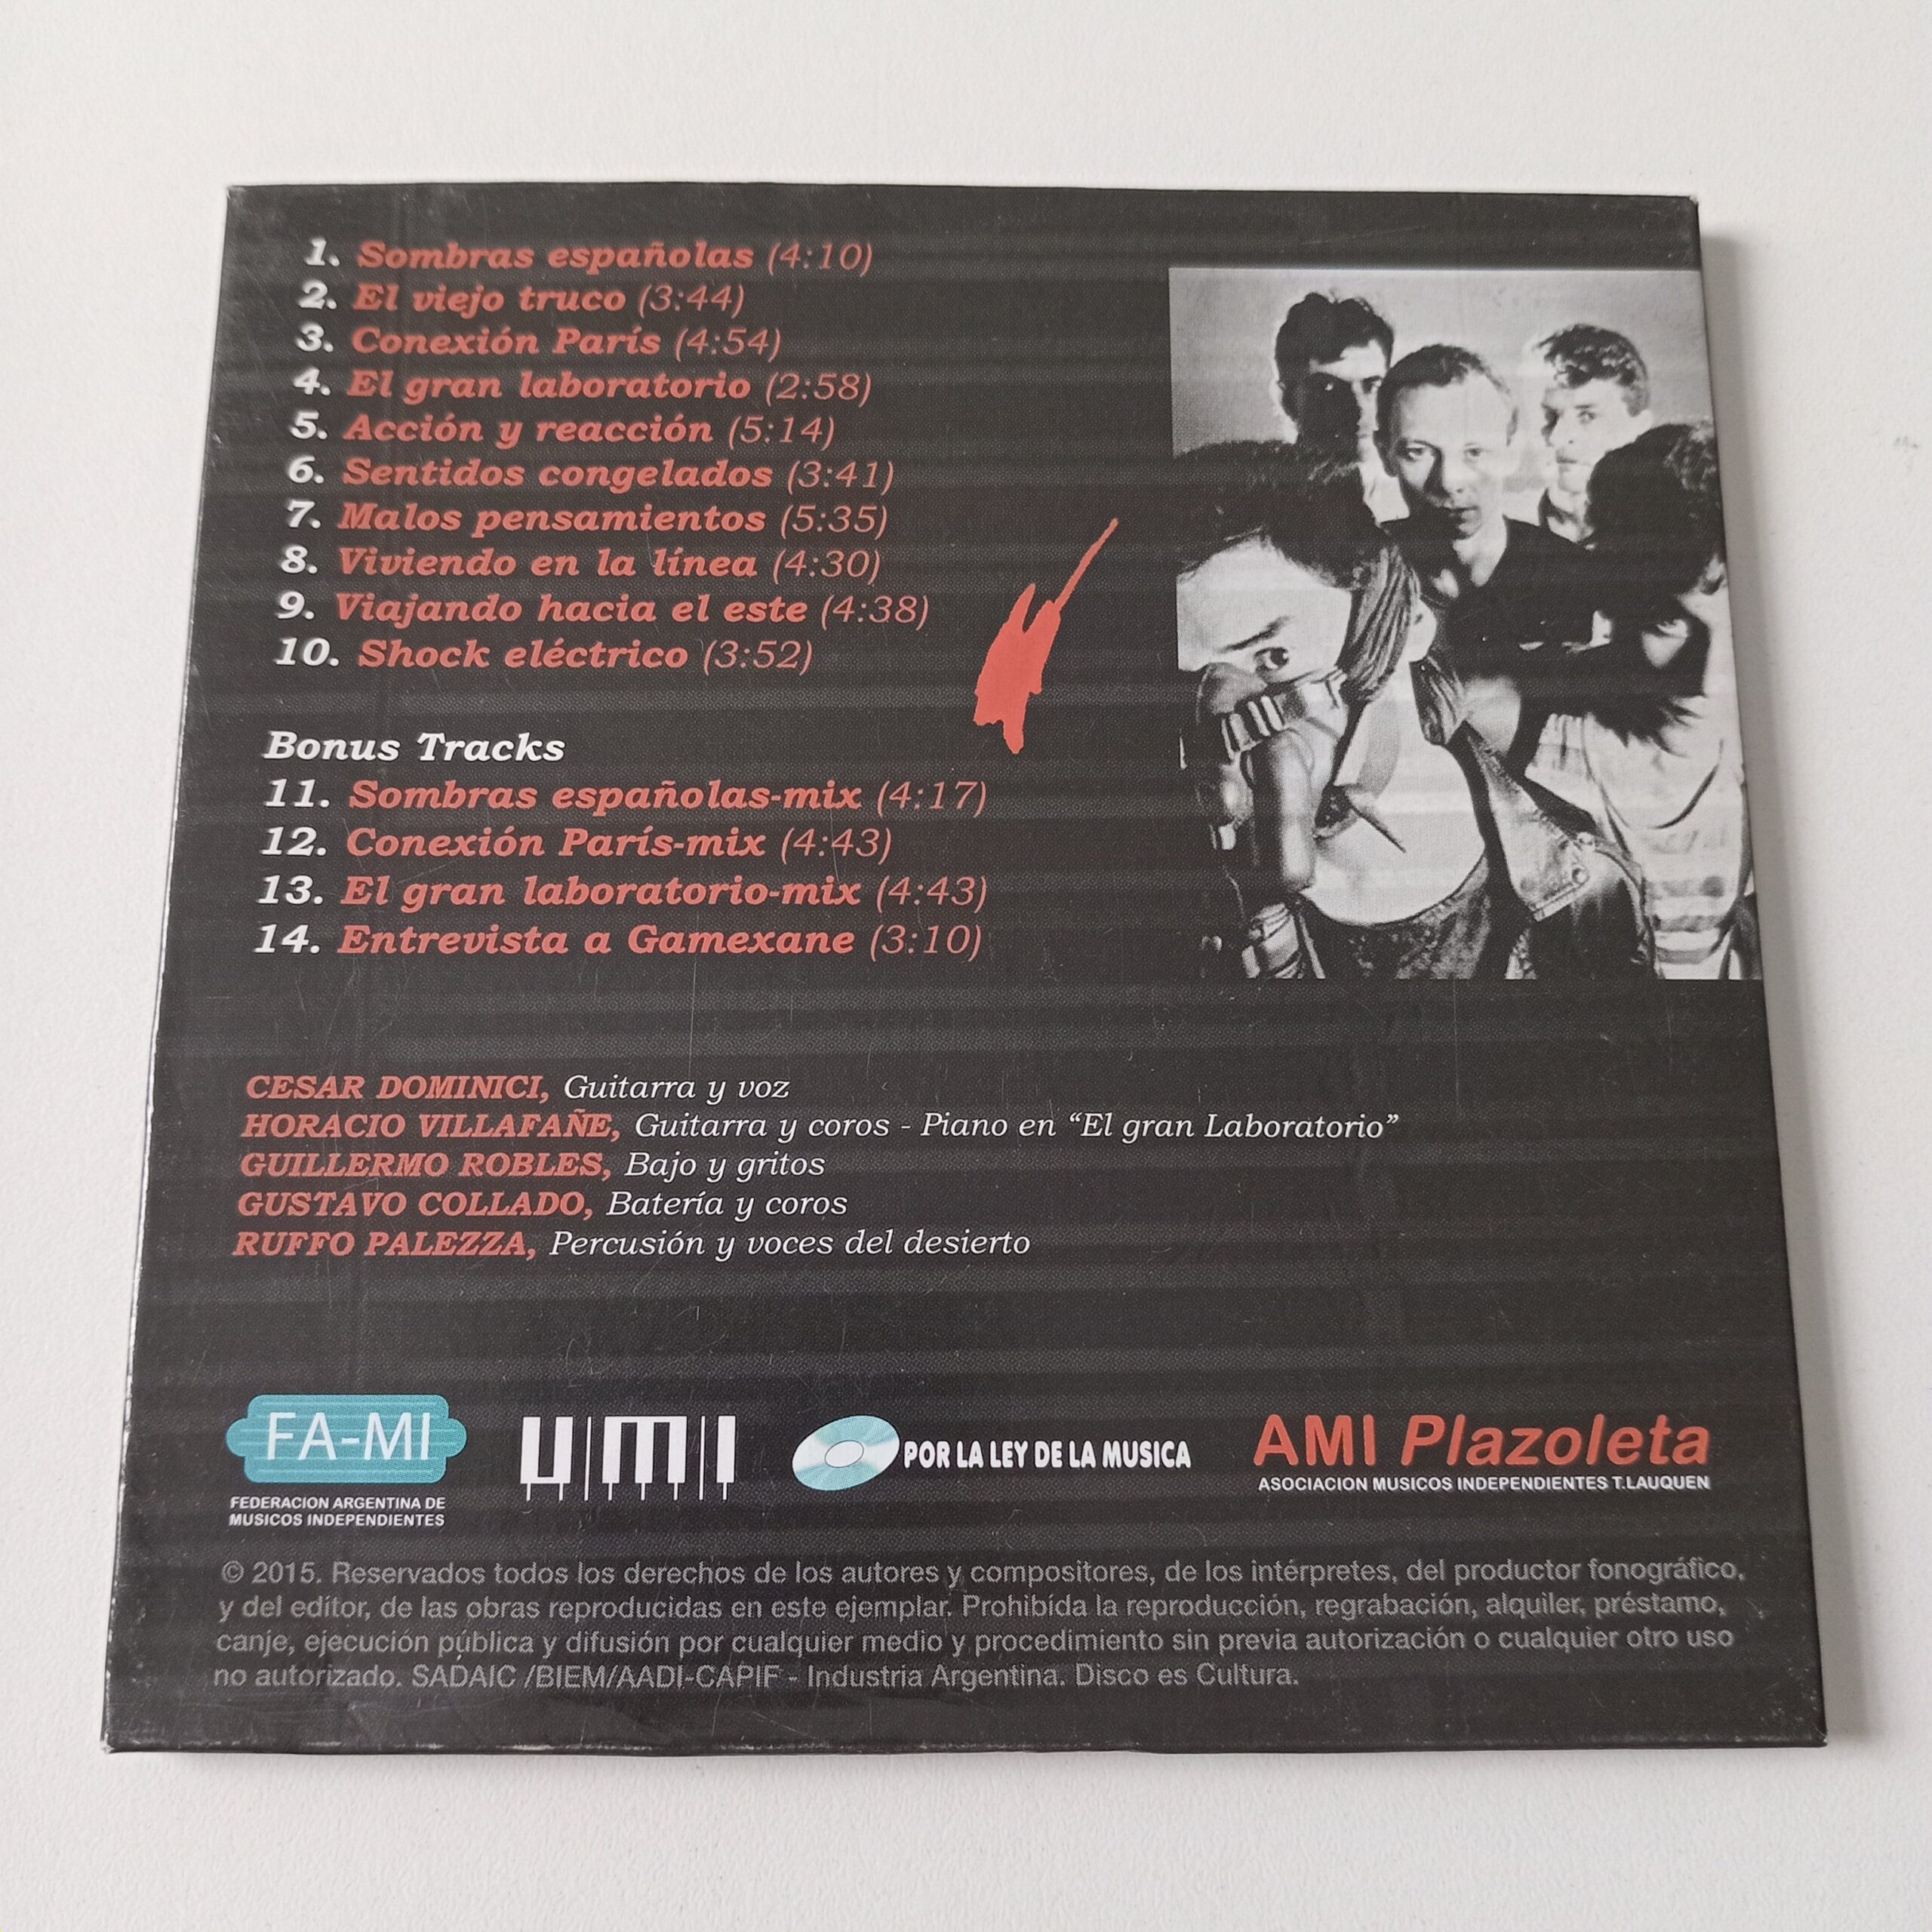 1. Sombras españolas (4:10)
2. El viejo truco (3:44)
3. Conexión París (4:54)
4. El gran laboratorio (2:58)
5. Acción y reacción (5:14)
6. Sentidos congelados (3:41)
7. Malos pensamientos (5:35)
8. Viviendo en la línea (4:30)
9. Viajando hacia el este (4:38)
10. Shock eléctrico (3:52)
Bonus Tracks
11. Sombras españolas-mix (4:17)
12. Conexión París-mix (4:43)
13. El gran laboratorio-mix (4:43)
14. Entrevista a Gamexane (3:10)
CESAR DOMINICI, Guitarra y voz
HORACIO VILLAFAÑE, Guitarra y coros - Piano en “El gran Laboratorio”
GUILLERMO ROBLES, Bajo y gritos
GUSTAVO COLLADO, Batería y coros
RUFFO PALEZZA, Percusión y voces del desierto
FA-MI
FEDERACION ARGENTINA DE
MUSICOS INDEPENDIENTES
UMI
POR LA LEY DE LA MUSICA
AMI Plazoleta
ASOCIACION MUSICOS INDEPENDIENTES T.LAUQUEN
© 2015. Reservados todos los derechos de los autores y compositores, de los intérpretes, del productor fonográfico,
y del editor, de las obras reproducidas en este ejemplar. Prohibida la reproducción, regrabación, alquiler, préstamo,
canje, ejecución pública y difusión por cualquier medio y procedimiento sin previa autorización o cualquier otro uso
no autorizado. SADAIC /BIEM/AADI-CAPIF - Industria Argentina. Disco es Cultura.